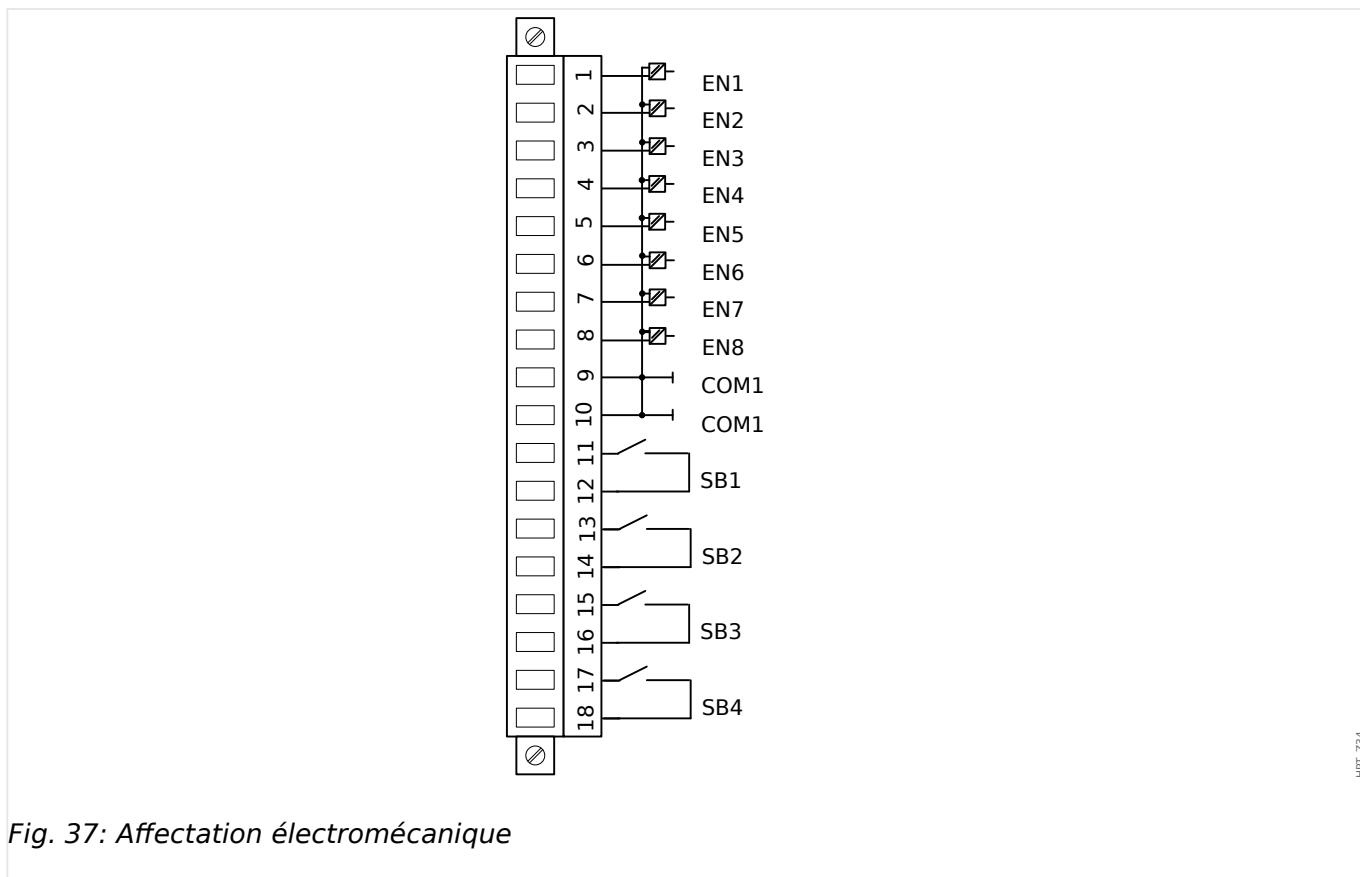 1 EN1
2 EN2
3 EN3
4 EN4
5 EN5
6 EN6
7 EN7
8 EN8
9 COM1
10 COM1
11
SB1
12
13
SB2
14
15
SB3
16
17
SB4
18
Fig. 37: Affectation électromécanique